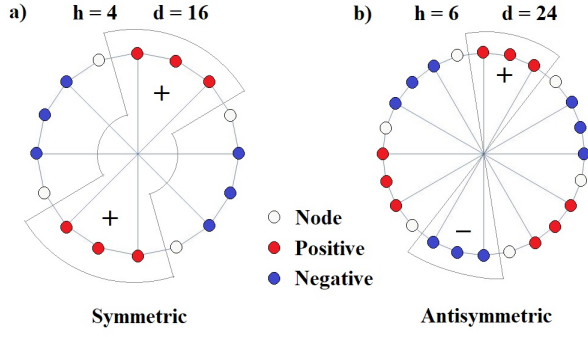 a) h = 4 d = 16
b) h = 6 d = 24
+
+
+
−
Node
Positive
Negative
Symmetric
Antisymmetric